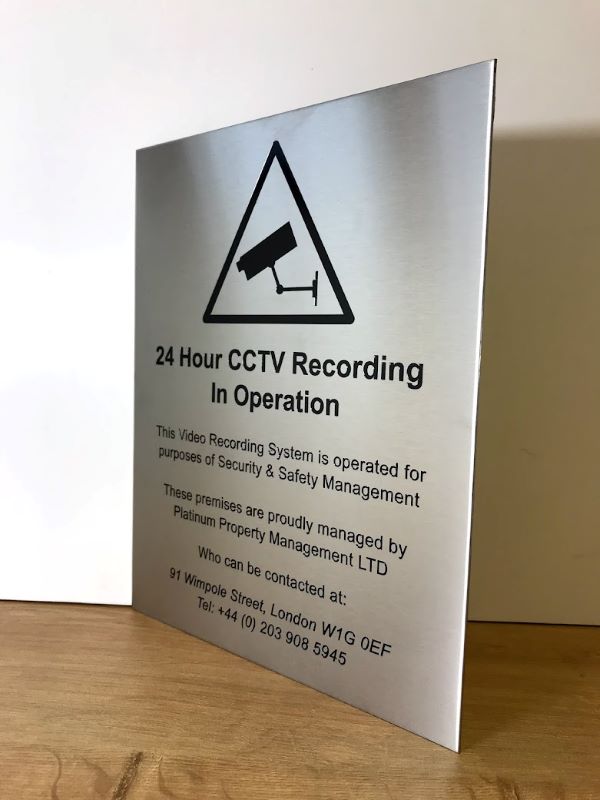 24 Hour CCTV Recording
In Operation
This Video Recording System is operated for
purposes of Security & Safety Management
These premises are proudly managed by
Platinum Property Management LTD
Who can be contacted at:
91 Wimpole Street, London W1G 0EF
Tel: +44 (0) 203 908 5945